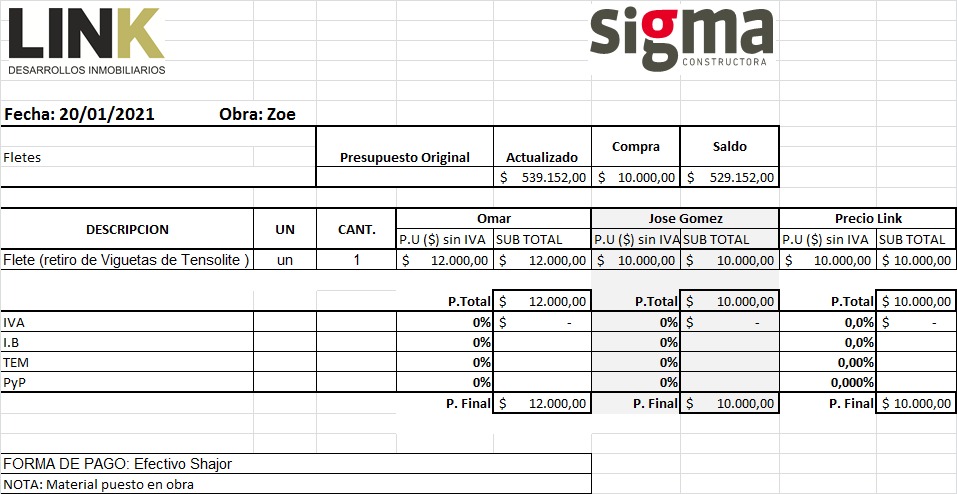 LINK
DESARROLLOS INMOBILIARIOS
sigma
CONSTRUCTORA
Fecha: 20/01/2021 Obra: Zoe
Fletes Presupuesto Original Actualizado Compra Saldo
$ 539.152,00 $ 10.000,00 $ 529.152,00
DESCRIPCION UN CANT. Omar Jose Gomez Precio Link
P.U ($) sin IVA SUB TOTAL P.U ($) sin IVA SUB TOTAL P.U ($) sin IVA SUB TOTAL
Flete (retiro de Viguetas de Tensolite ) un 1 $ 12.000,00 $ 12.000,00 $ 10.000,00 $ 10.000,00 $ 10.000,00 $ 10.000,00
P.Total $ 12.000,00 P.Total $ 10.000,00 P.Total $ 10.000,00
IVA 0% $ - 0% $ - 0,0% $ -
I.B 0% 0% 0,0%
TEM 0% 0% 0,00%
PyP 0% 0% 0,000%
P. Final $ 12.000,00 P. Final $ 10.000,00 P. Final $ 10.000,00
FORMA DE PAGO: Efectivo Shajor
NOTA: Material puesto en obra